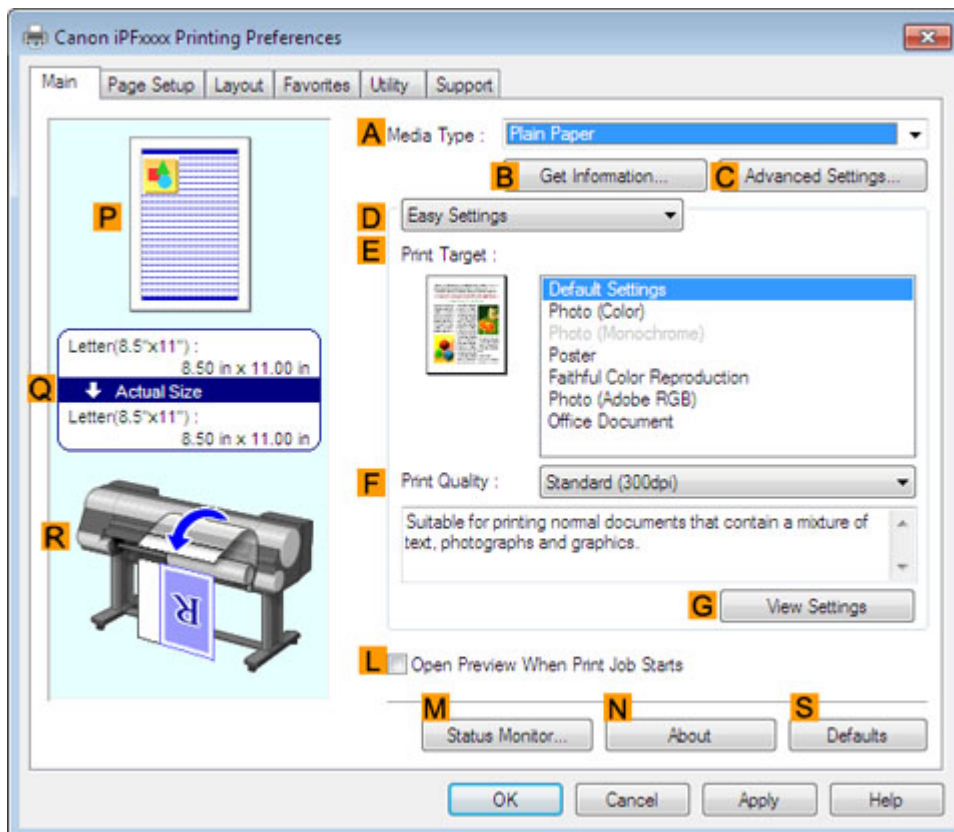 Canon iPFxxxx Printing Preferences
Main Page Setup Layout Favorites Utility Support
A Media Type : Plain Paper
B Get Information... C Advanced Settings...
D Easy Settings
E Print Target :
Default Settings
Photo (Color)
Photo (Monochrome)
Poster
Faithful Color Reproduction
Photo (Adobe RGB)
Office Document
F Print Quality : Standard (300dpi)
Suitable for printing normal documents that contain a mixture of
text, photographs and graphics.
G View Settings
P
Q
Letter(8.5"x11") :
8.50 in x 11.00 in
Actual Size
Letter(8.5"x11") :
8.50 in x 11.00 in
R
R
L Open Preview When Print Job Starts
M Status Monitor... N About S Defaults
OK Cancel Apply Help